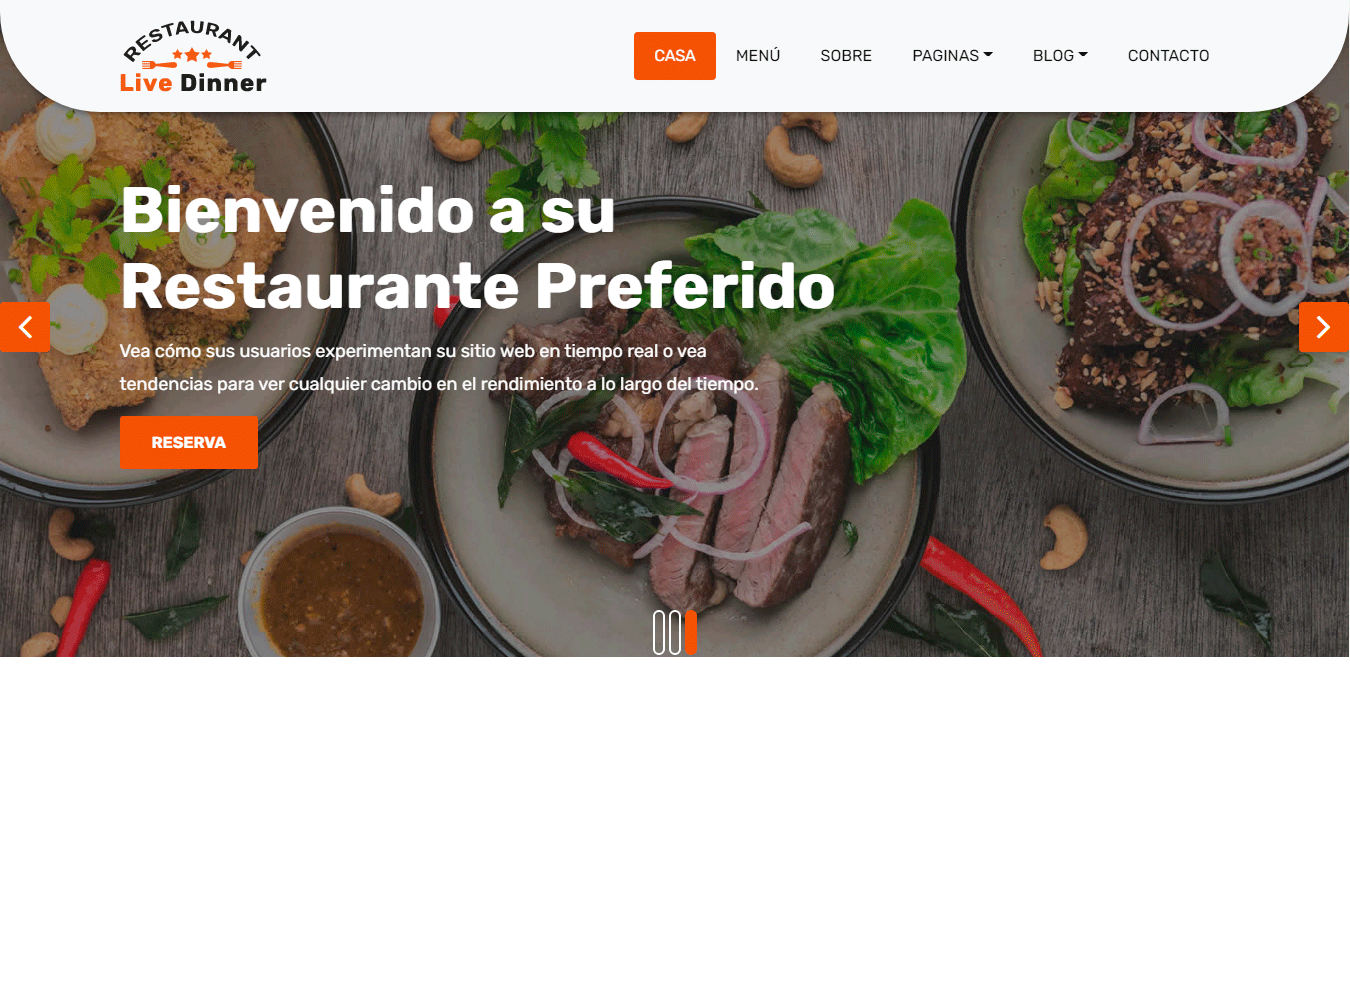 RESTAURANT
Live Dinner
CASA
MENÚ
SOBRE
PAGINAS
BLOG
CONTACTO
Bienvenido a su
Restaurante Preferido
Vea cómo sus usuarios experimentan su sitio web en tiempo real o vea
tendencias para ver cualquier cambio en el rendimiento a lo largo del tiempo.
RESERVA